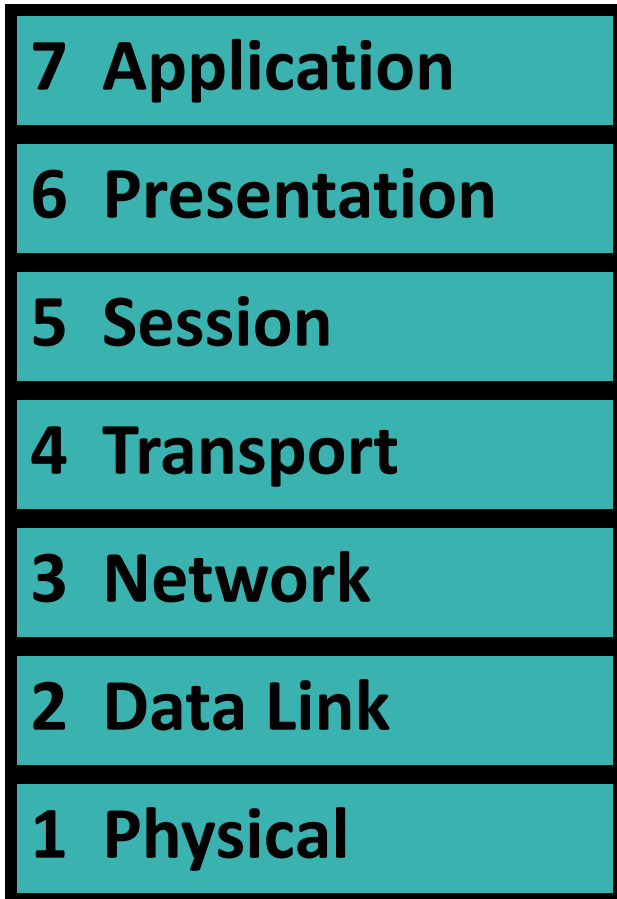 7 Application
6 Presentation
5 Session
4 Transport
3 Network
2 Data Link
1 Physical